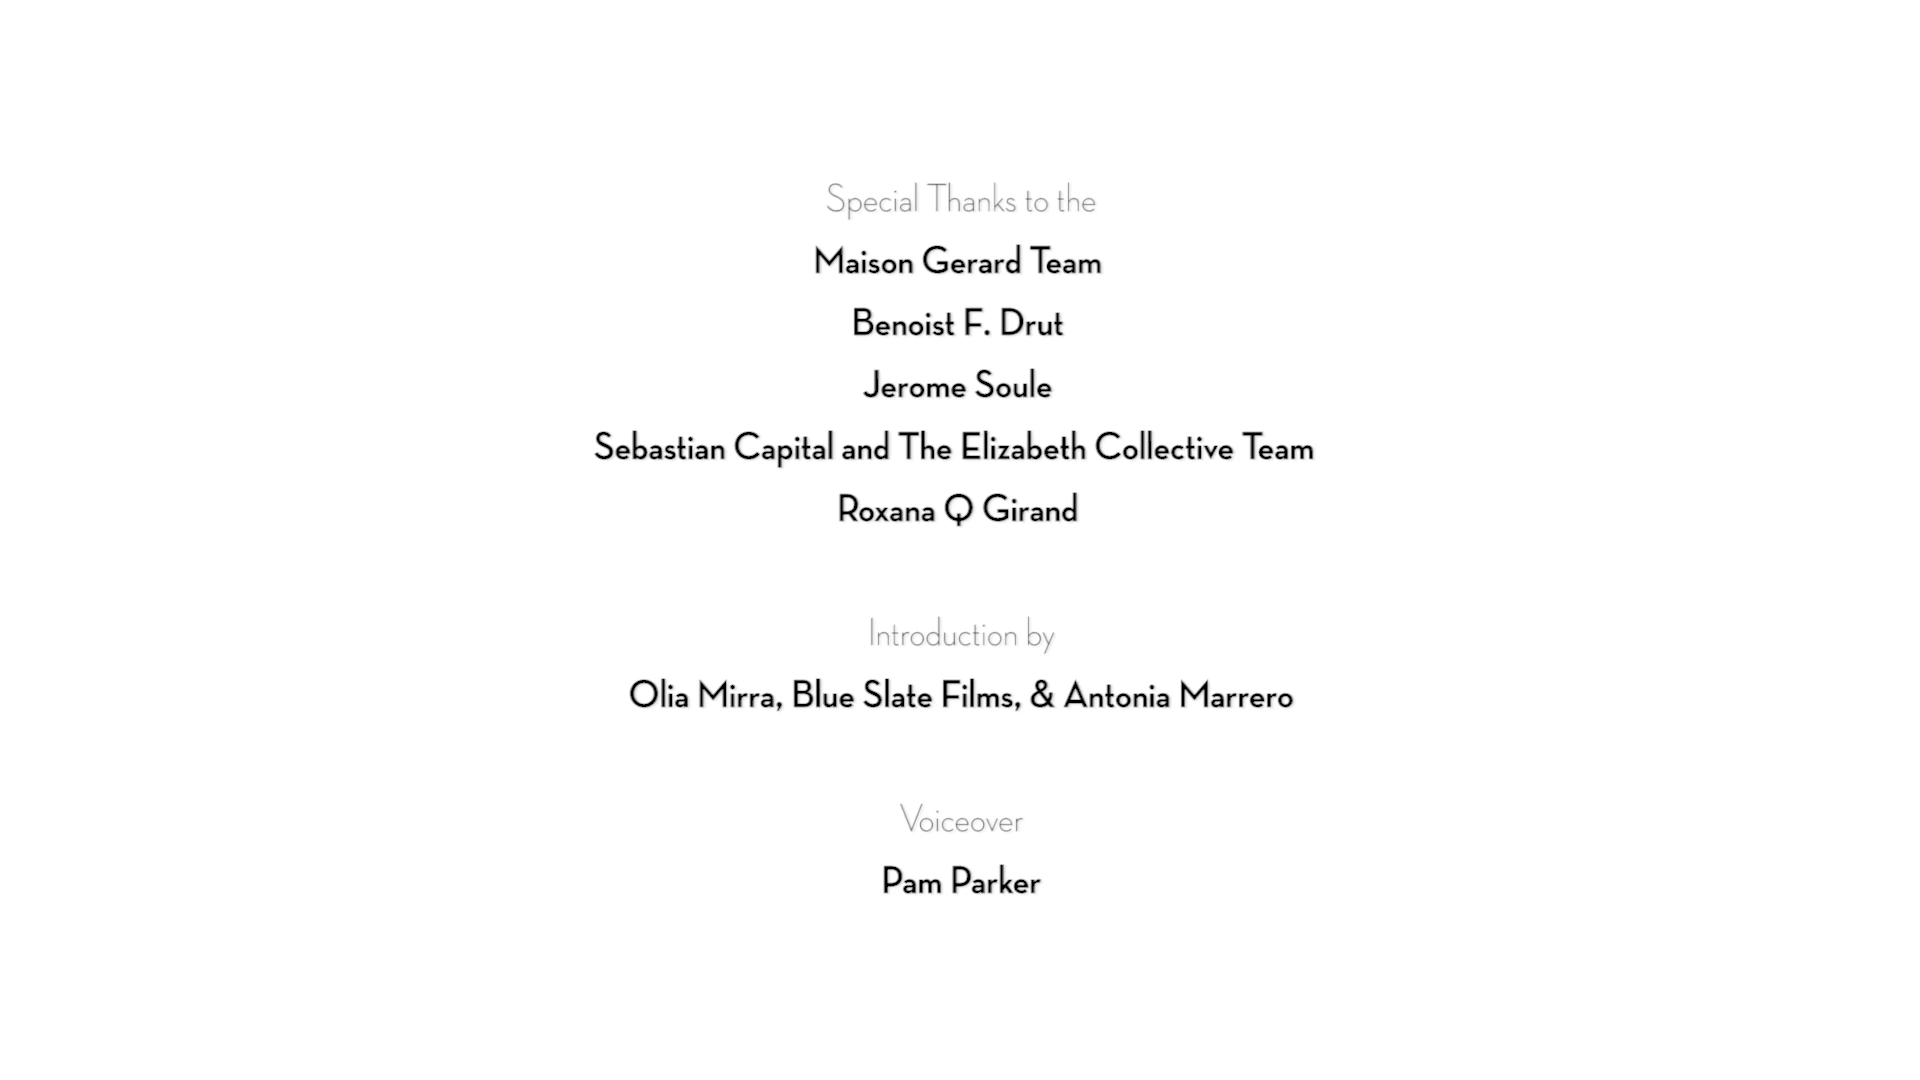 Special Thanks to the
Maison Gerard Team
Benoist F. Drut
Jerome Soule
Sebastian Capital and The Elizabeth Collective Team
Roxana Q Girand
Introduction by
Olia Mirra, Blue Slate Films, & Antonia Marrero
Voiceover
Pam Parker